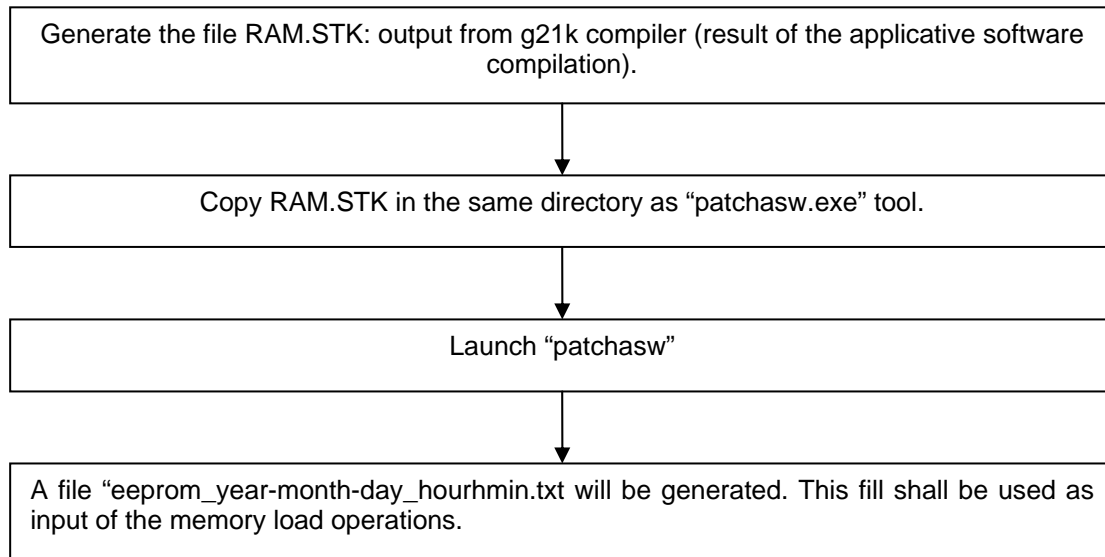 Generate the file RAM.STK: output from g21k compiler (result of the applicative software
compilation).
Copy RAM.STK in the same directory as “patchasw.exe” tool.
Launch “patchasw”
A file “eeprom_year-month-day_hourhmin.txt will be generated. This fill shall be used as
input of the memory load operations.